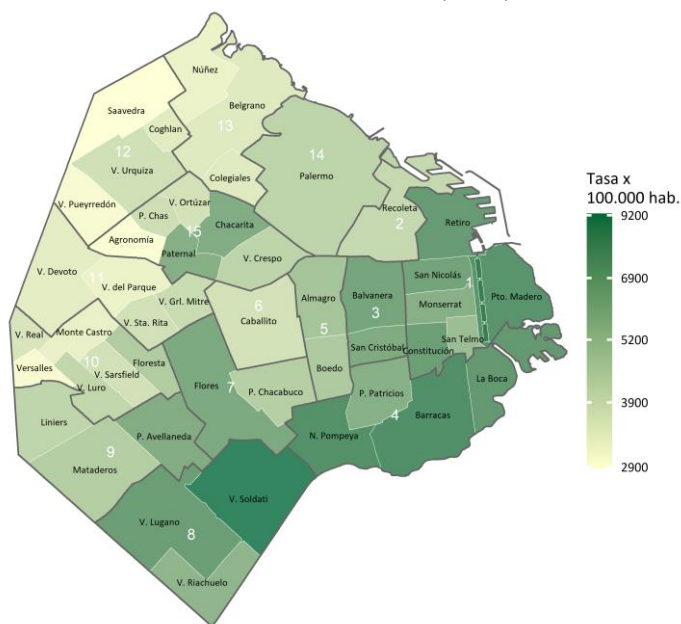 Tasa x
100.000 hab.
9200
6900
5200
3900
2900
Núñez
Saavedra
Belgrano
Coghlan
13
12
V. Urquiza
14
Colegiales
Palermo
V. Pueyrredón
V. Ortúzar
P. Chas
Chacarita
Recoleta
2
Retiro
15
Agronomía
Paternal
V. Crespo
V. Devoto
11
V. del Parque
San Nicolás
1
Almagro
Balvanera
Pto. Madero
V. Grl. Mitre
6
Monserrat
3
V. Sta. Rita
Caballito
5
V. Real
Monte Castro
San Telmo
San Cristóbal
Constitución
10
Floresta
Versalles
V. Sarsfield
Boedo
La Boca
V. Luro
Flores
7
P. Chacabuco
P. Patricios
4
Barracas
Liniers
P. Avellaneda
N. Pompeya
9
Mataderos
V. Soldati
V. Lugano
8
V. Riachuelo